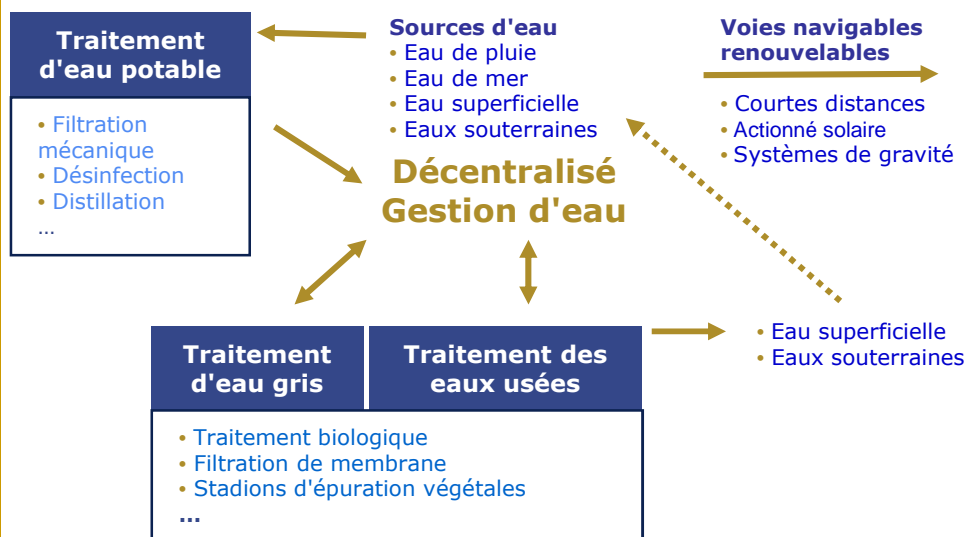 Traitement
d'eau potable
• Filtration
mécanique
• Désinfection
• Distillation
...
Sources d'eau
• Eau de pluie
• Eau de mer
• Eau superficielle
• Eaux souterraines
Voies navigables
renouvelables
• Courtes distances
• Actionné solaire
• Systèmes de gravité
Décentralisé
Gestion d'eau
• Eau superficielle
• Eaux souterraines
Traitement
d'eau gris
Traitement des
eaux usées
• Traitement biologique
• Filtration de membrane
• Stadions d'épuration végétales
...